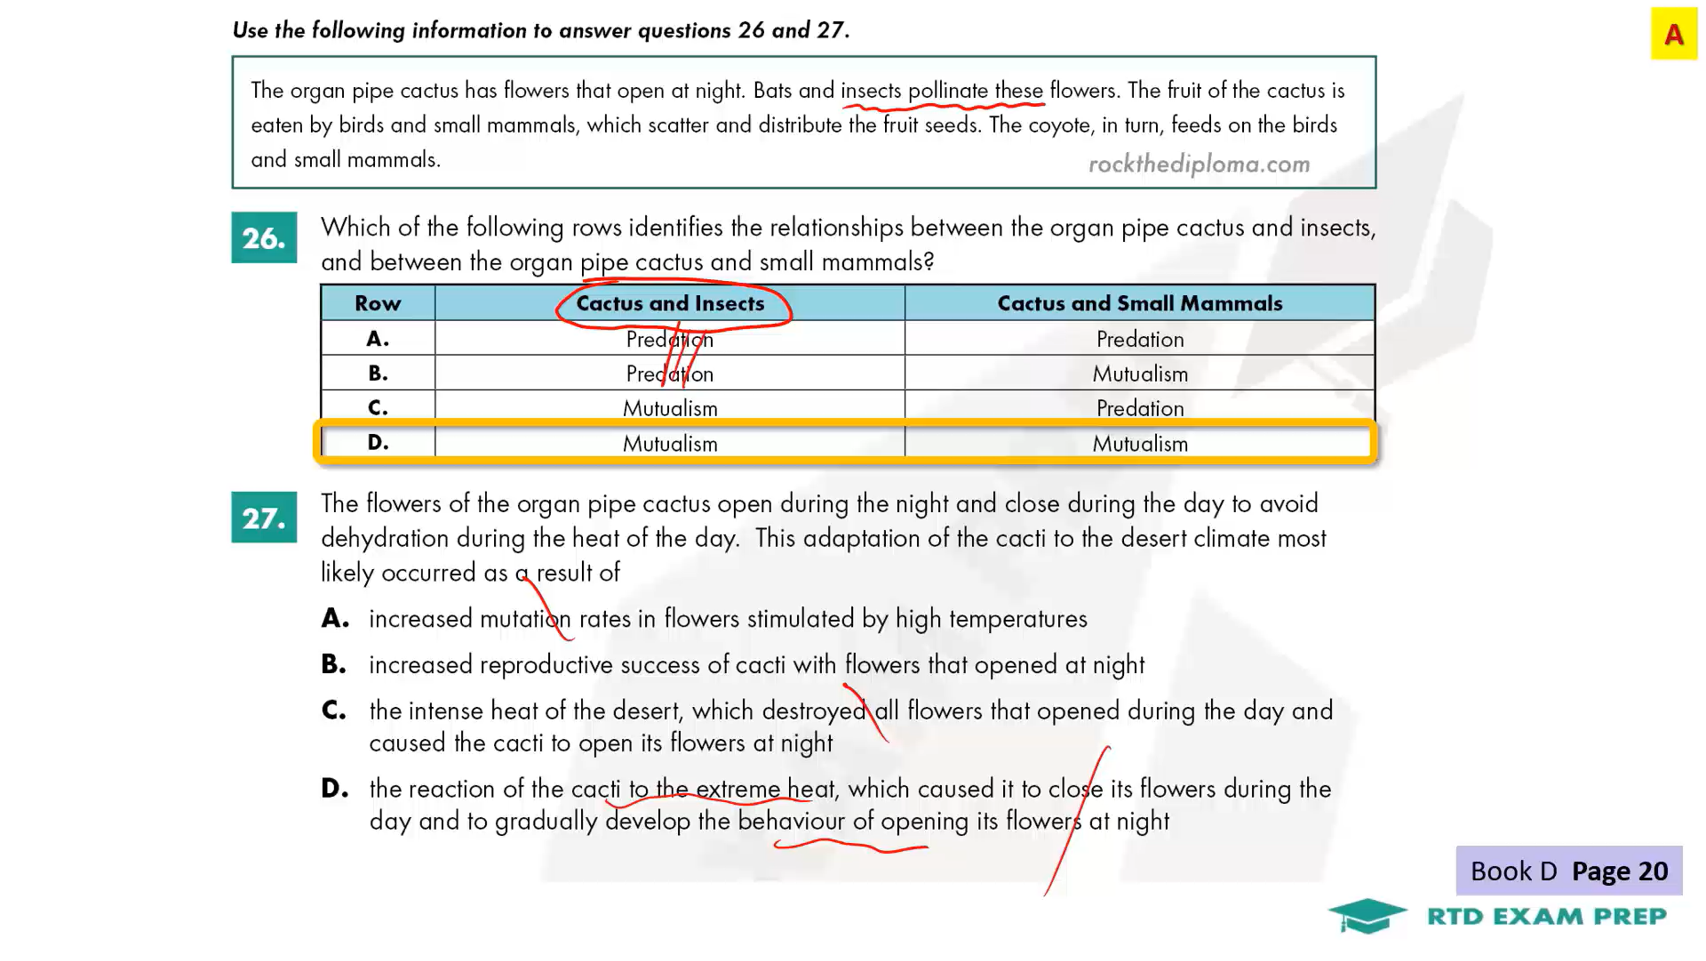 Use the following information to answer questions 26 and 27.
A
The organ pipe cactus has flowers that open at night. Bats and insects pollinate these flowers. The fruit of the cactus is
eaten by birds and small mammals, which scatter and distribute the fruit seeds. The coyote, in turn, feeds on the birds
and small mammals.
rockthediploma.com
26. Which of the following rows identifies the relationships between the organ pipe cactus and insects,
and between the organ pipe cactus and small mammals?
Row Cactus and Insects Cactus and Small Mammals
A. Predation Predation
B. Predation Mutualism
C. Mutualism Predation
D. Mutualism Mutualism
27. The flowers of the organ pipe cactus open during the night and close during the day to avoid
dehydration during the heat of the day. This adaptation of the cacti to the desert climate most
likely occurred as a result of
A. increased mutation rates in flowers stimulated by high temperatures
B. increased reproductive success of cacti with flowers that opened at night
C. the intense heat of the desert, which destroyed all flowers that opened during the day and
caused the cacti to open its flowers at night
D. the reaction of the cacti to the extreme heat, which caused it to close its flowers during the
day and to gradually develop the behaviour of opening its flowers at night
Book D Page 20
RTD EXAM PREP